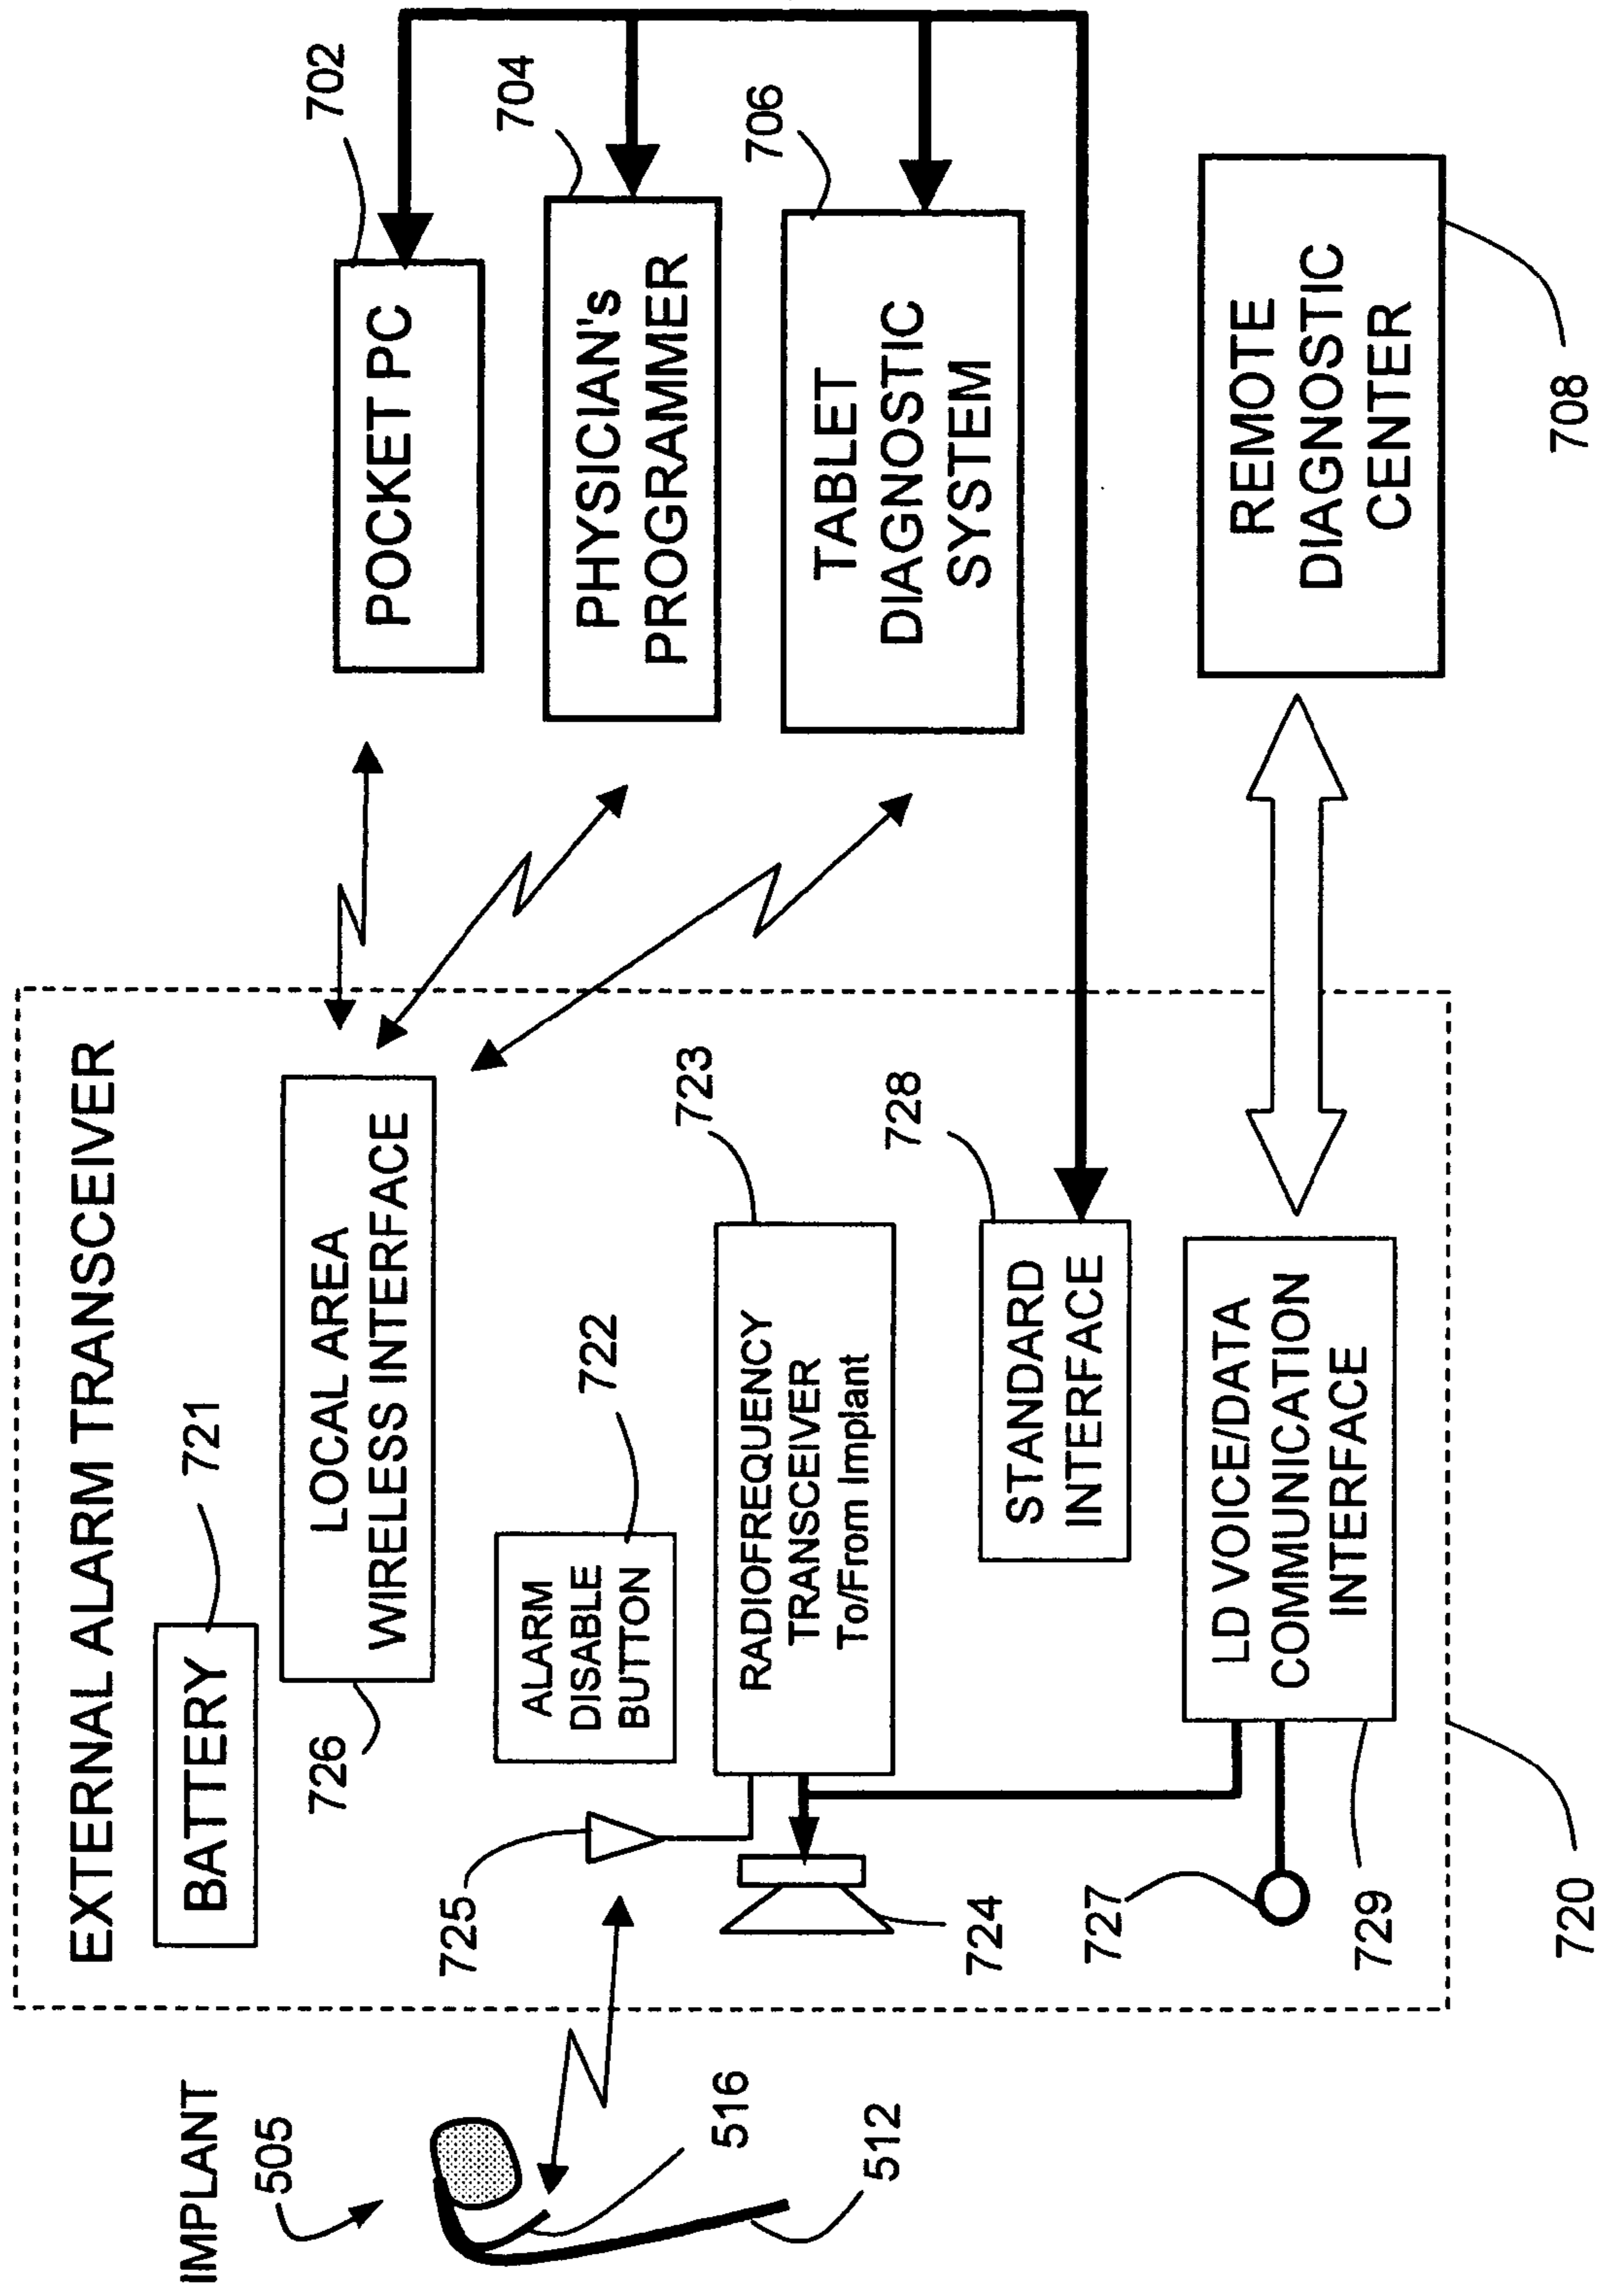 IMPLANT
505
516
512
EXTERNAL ALARM TRANSCEIVER
BATTERY
721
LOCAL AREA
WIRELESS INTERFACE
726
ALARM
DISABLE
BUTTON
722
725
RADIOFREQUENCY
TRANSCEIVER
To/From Implant
723
724
STANDARD
INTERFACE
728
727
LD VOICE/DATA
COMMUNICATION
INTERFACE
729
720
POCKET PC
702
PHYSICIAN's
PROGRAMMER
704
TABLET
DIAGNOSTIC
SYSTEM
706
REMOTE
DIAGNOSTIC
CENTER
708